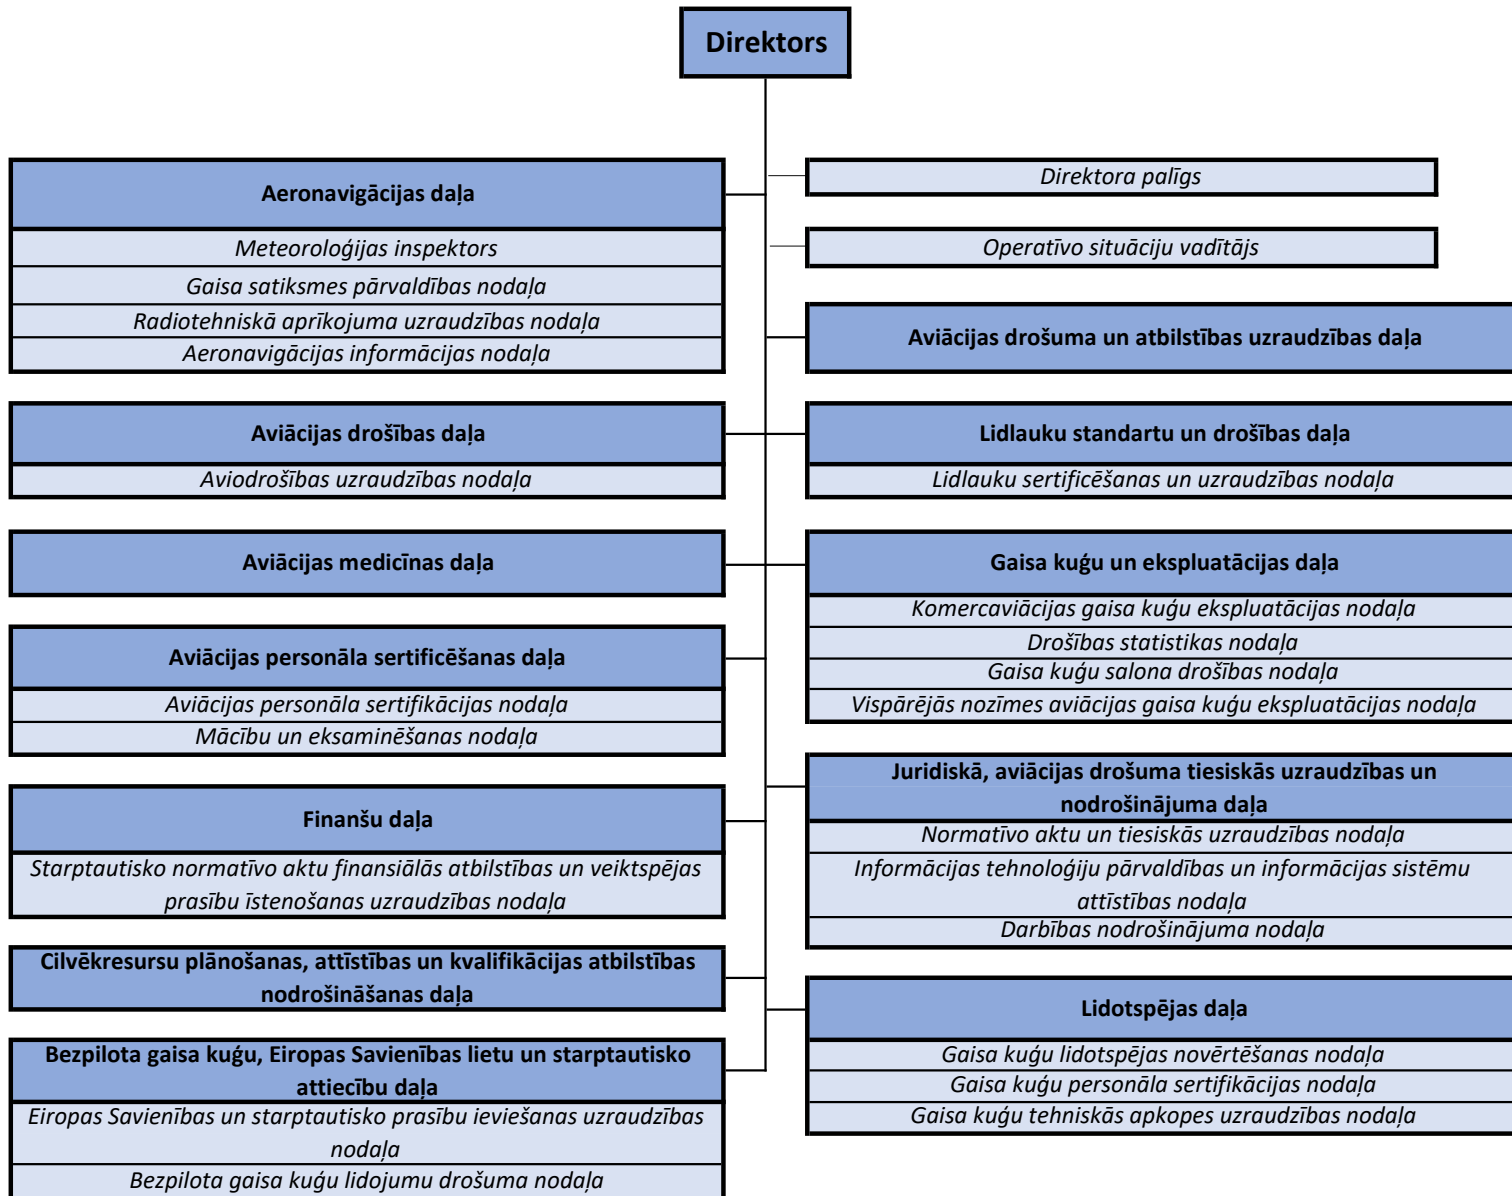 Direktors
Aeronavigācijas daļa
Meteoroloģijas inspektors
Gaisa satiksmes pārvaldības nodaļa
Radiotehniskā aprīkojuma uzraudzības nodaļa
Aeronavigācijas informācijas nodaļa
Aviācijas drošības daļa
Aviodrošības uzraudzības nodaļa
Aviācijas medicīnas daļa
Aviācijas personāla sertificēšanas daļa
Aviācijas personāla sertifikācijas nodaļa
Mācību un eksaminēšanas nodaļa
Finanšu daļa
Starptautisko normatīvo aktu finansiālās atbilstības un veiktspējas
prasību īstenošanas uzraudzības nodaļa
Cilvēkresursu plānošanas, attīstības un kvalifikācijas atbilstības
nodrošināšanas daļa
Bezpilota gaisa kuģu, Eiropas Savienības lietu un starptautisko
attiecību daļa
Eiropas Savienības un starptautisko prasību ieviešanas uzraudzības
nodaļa
Bezpilota gaisa kuģu lidojumu drošuma nodaļa
Direktora palīgs
Operatīvo situāciju vadītājs
Aviācijas drošuma un atbilstības uzraudzības daļa
Lidlauku standartu un drošības daļa
Lidlauku sertificēšanas un uzraudzības nodaļa
Gaisa kuģu un ekspluatācijas daļa
Komercaviācijas gaisa kuģu ekspluatācijas nodaļa
Drošības statistikas nodaļa
Gaisa kuģu salona drošības nodaļa
Vispārējās nozīmes aviācijas gaisa kuģu ekspluatācijas nodaļa
Juridiskā, aviācijas drošuma tiesiskās uzraudzības un
nodrošinājuma daļa
Normatīvo aktu un tiesiskās uzraudzības nodaļa
Informācijas tehnoloģiju pārvaldības un informācijas sistēmu
attīstības nodaļa
Darbības nodrošinājuma nodaļa
Lidotspējas daļa
Gaisa kuģu lidotspējas novērtēšanas nodaļa
Gaisa kuģu personāla sertifikācijas nodaļa
Gaisa kuģu tehniskās apkopes uzraudzības nodaļa